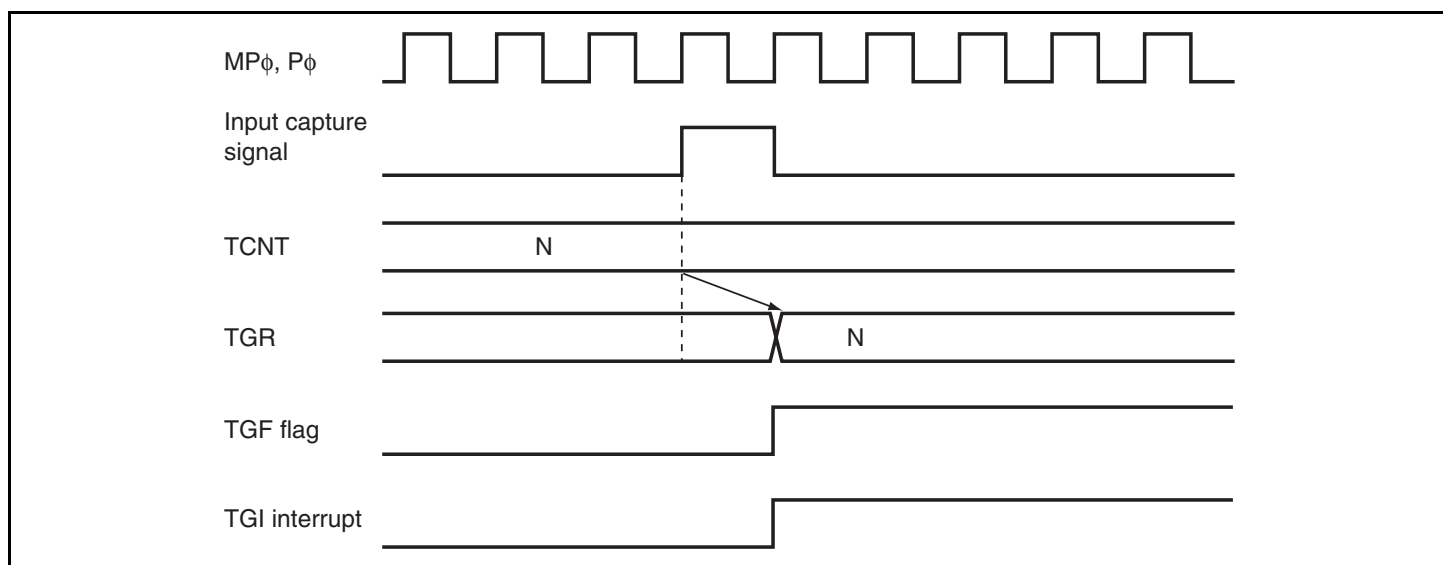 MPϕ, Pϕ
Input capture
signal
TCNT
N
TGR
N
TGF flag
TGI interrupt